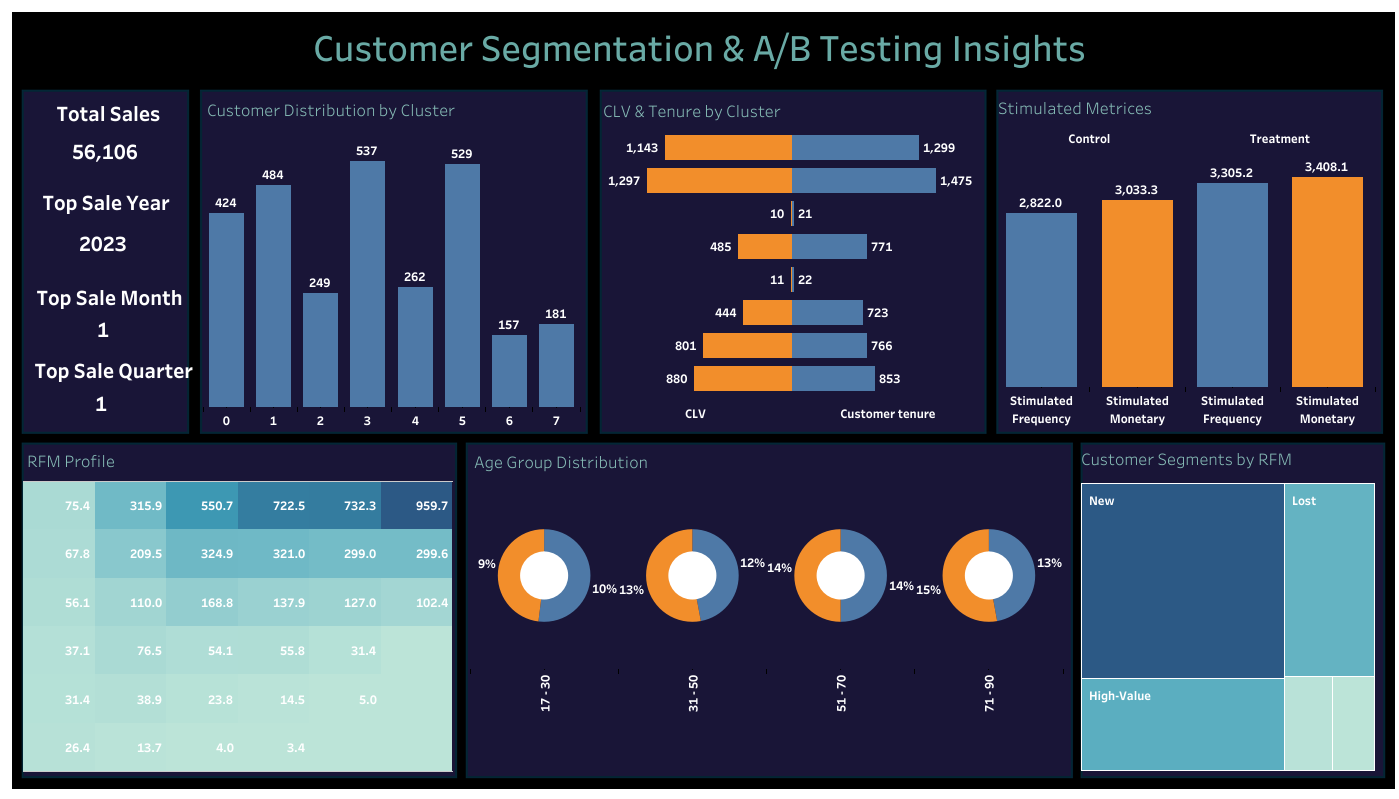 Customer Segmentation & A/B Testing Insights
Total Sales
56,106
Top Sale Year
2023
Top Sale Month
1
Top Sale Quarter
1
Customer Distribution by Cluster
424 484 249 537 262 529 157 181
0 1 2 3 4 5 6 7
CLV & Tenure by Cluster
1,143 1,299
1,297 1,475
10 21
485 771
11 22
444 723
801 766
880 853
CLV Customer tenure
Stimulated Metrices
Control Treatment
2,822.0 3,033.3 3,305.2 3,408.1
Stimulated Stimulated Stimulated Stimulated
Frequency Monetary Frequency Monetary
RFM Profile
75.4 315.9 550.7 722.5 732.3 959.7
67.8 209.5 324.9 321.0 299.0 299.6
56.1 110.0 168.8 137.9 127.0 102.4
37.1 76.5 54.1 55.8 31.4
31.4 38.9 23.8 14.5 5.0
26.4 13.7 4.0 3.4
Age Group Distribution
9% 10% 13% 12% 14% 14% 15% 13%
17 - 30 31 - 50 51 - 70 71 - 90
Customer Segments by RFM
New Lost
High-Value